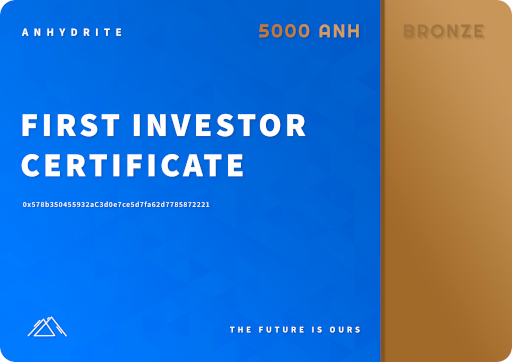 ANHYDRITE
5000 ANH
BRONZE
FIRST INVESTOR
CERTIFICATE
0x578b350455932aC3d0e7ce5d7fa62d7785872221
THE FUTURE IS OURS